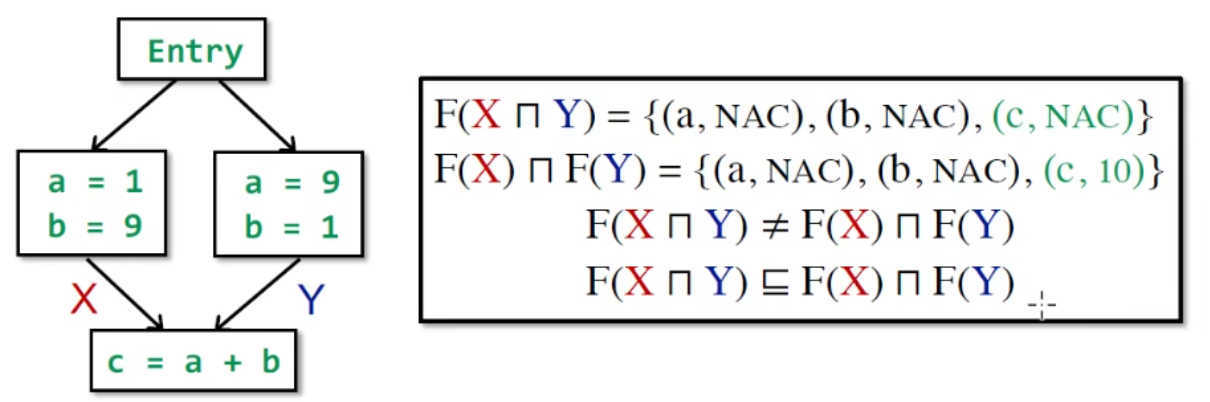 Entry
a = 1
b = 9
a = 9
b = 1
X
Y
c = a + b
F(X ⊓ Y) = {(a, NAC), (b, NAC), (c, NAC)}
F(X) ⊓ F(Y) = {(a, NAC), (b, NAC), (c, 10)}
F(X ⊓ Y) ≠ F(X) ⊓ F(Y)
F(X ⊓ Y) ⊑ F(X) ⊓ F(Y)